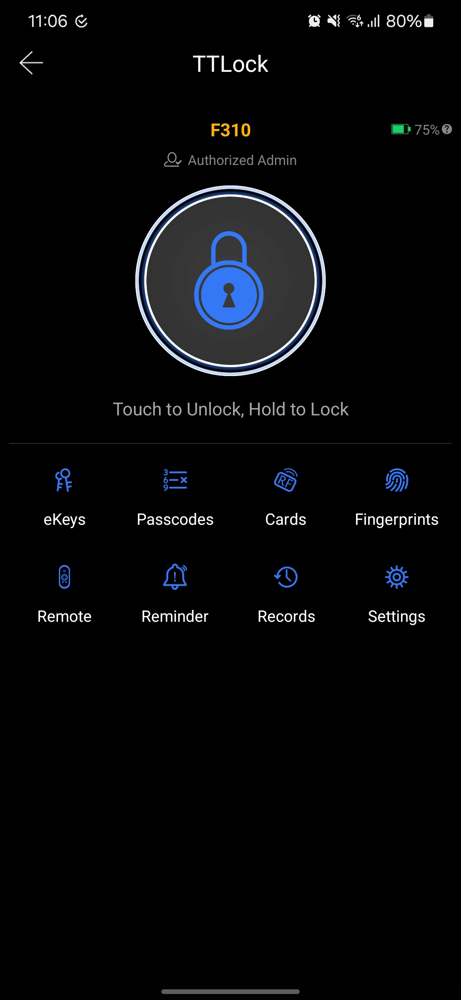 11:06 80%
TTLock
F310 75%
Authorized Admin
Touch to Unlock, Hold to Lock
eKeys Passcodes Cards Fingerprints
Remote Reminder Records Settings